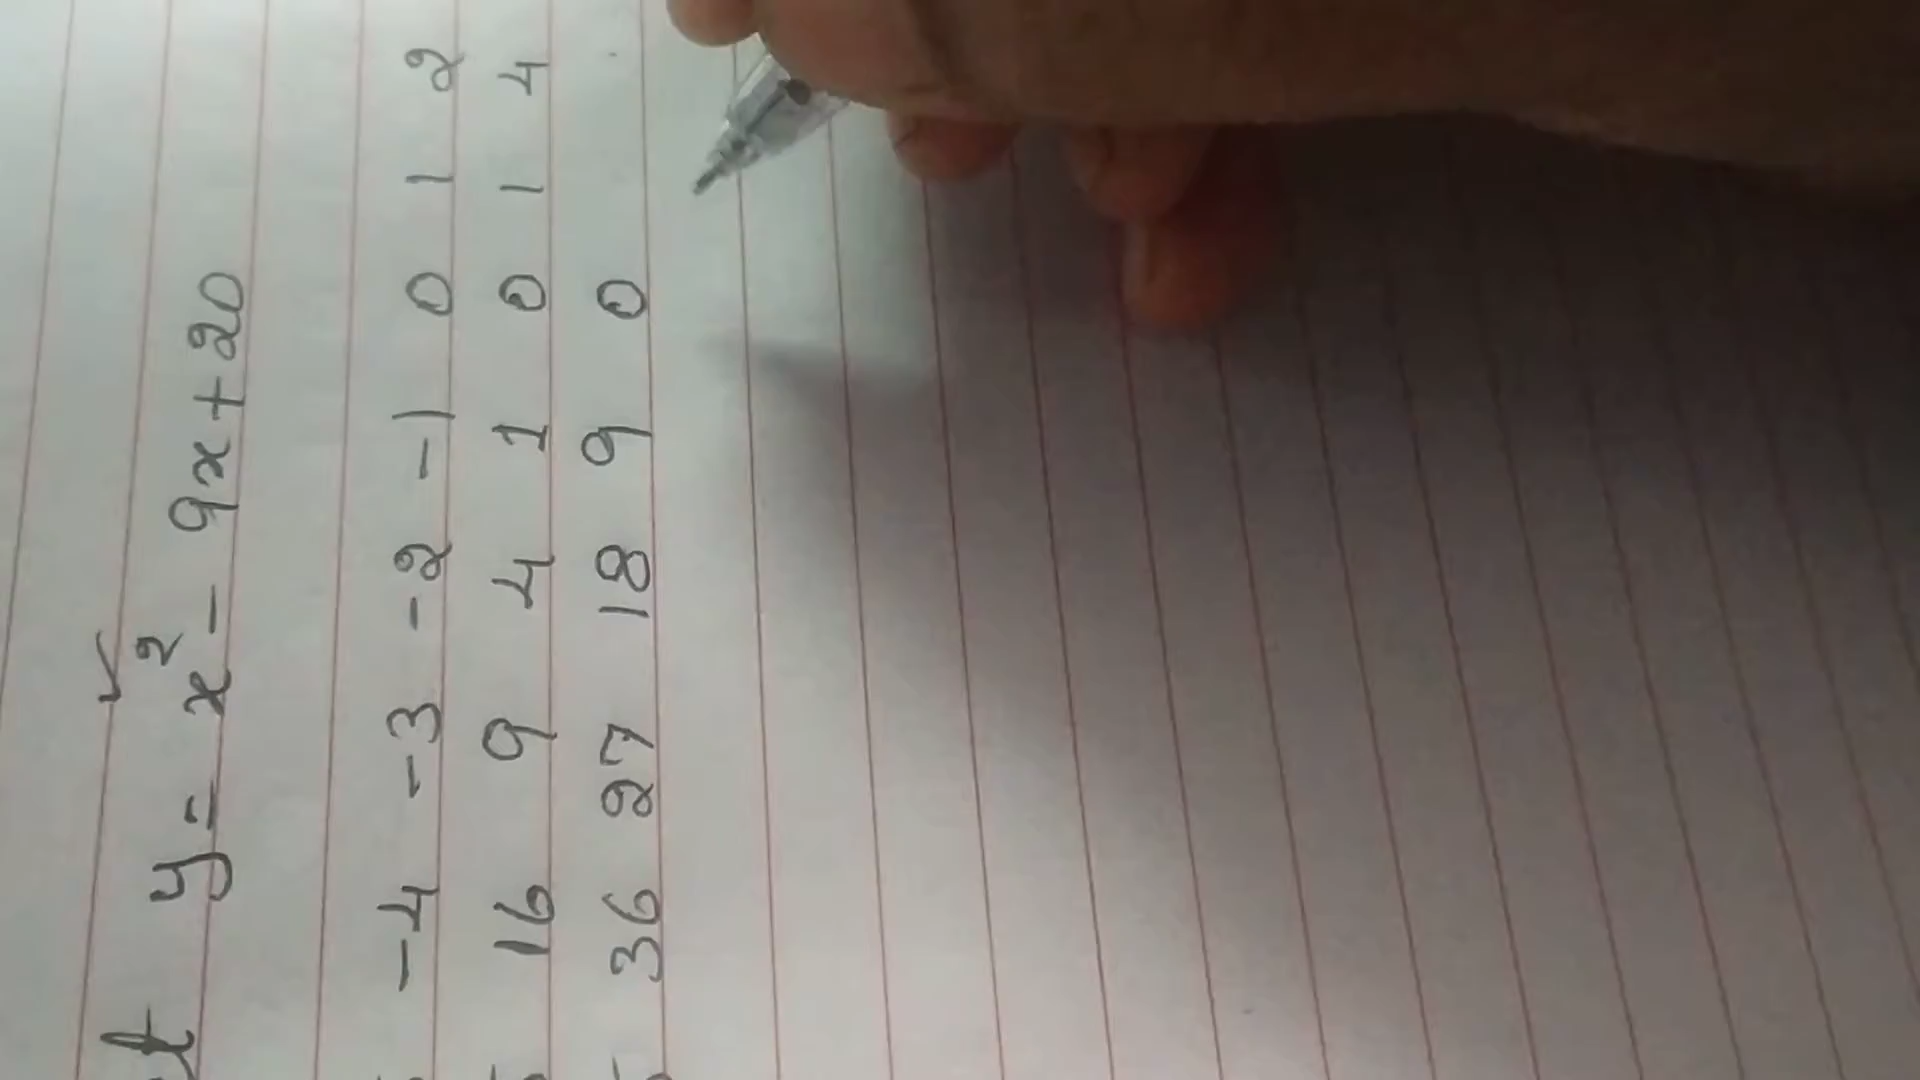 y = x² - 9x + 20
-4 -3 -2 -1 0 1 2
16 9 4 1 0 1 4
36 27 18 9 0